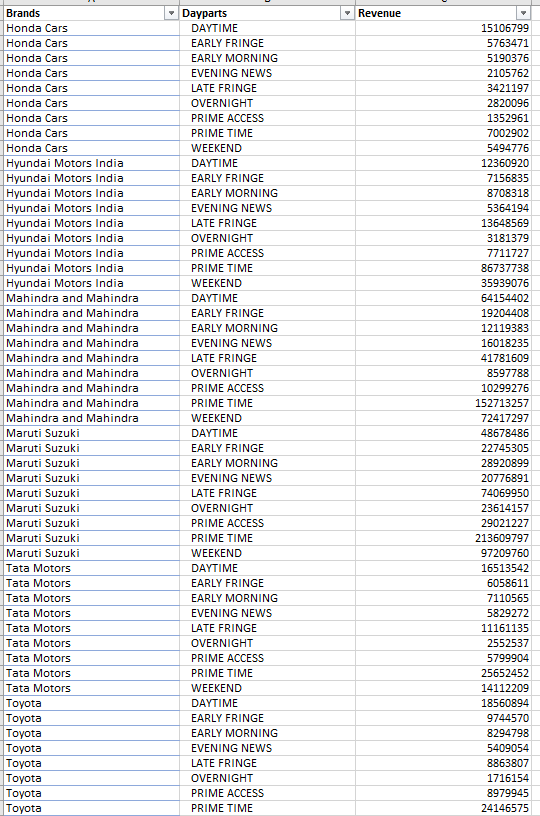 Brands Dayparts Revenue
Honda Cars DAYTIME 15106799
Honda Cars EARLY FRINGE 5763471
Honda Cars EARLY MORNING 5190376
Honda Cars EVENING NEWS 2105762
Honda Cars LATE FRINGE 3421197
Honda Cars OVERNIGHT 2820096
Honda Cars PRIME ACCESS 1352961
Honda Cars PRIME TIME 7002902
Honda Cars WEEKEND 5494776
Hyundai Motors India DAYTIME 12360920
Hyundai Motors India EARLY FRINGE 7156835
Hyundai Motors India EARLY MORNING 8708318
Hyundai Motors India EVENING NEWS 5364194
Hyundai Motors India LATE FRINGE 13648569
Hyundai Motors India OVERNIGHT 3181379
Hyundai Motors India PRIME ACCESS 7711727
Hyundai Motors India PRIME TIME 86737738
Hyundai Motors India WEEKEND 35939076
Mahindra and Mahindra DAYTIME 64154402
Mahindra and Mahindra EARLY FRINGE 19204408
Mahindra and Mahindra EARLY MORNING 12119383
Mahindra and Mahindra EVENING NEWS 16018235
Mahindra and Mahindra LATE FRINGE 41781609
Mahindra and Mahindra OVERNIGHT 8597788
Mahindra and Mahindra PRIME ACCESS 10299276
Mahindra and Mahindra PRIME TIME 152713257
Mahindra and Mahindra WEEKEND 72417297
Maruti Suzuki DAYTIME 48678486
Maruti Suzuki EARLY FRINGE 22745305
Maruti Suzuki EARLY MORNING 28920899
Maruti Suzuki EVENING NEWS 20776891
Maruti Suzuki LATE FRINGE 74069950
Maruti Suzuki OVERNIGHT 23614157
Maruti Suzuki PRIME ACCESS 29021227
Maruti Suzuki PRIME TIME 213609797
Maruti Suzuki WEEKEND 97209760
Tata Motors DAYTIME 16513542
Tata Motors EARLY FRINGE 6058611
Tata Motors EARLY MORNING 7110565
Tata Motors EVENING NEWS 5829272
Tata Motors LATE FRINGE 11161135
Tata Motors OVERNIGHT 2552537
Tata Motors PRIME ACCESS 5799904
Tata Motors PRIME TIME 25652452
Tata Motors WEEKEND 14112209
Toyota DAYTIME 18560894
Toyota EARLY FRINGE 9744570
Toyota EARLY MORNING 8294798
Toyota EVENING NEWS 5409054
Toyota LATE FRINGE 8863807
Toyota OVERNIGHT 1716154
Toyota PRIME ACCESS 8979945
Toyota PRIME TIME 24146575